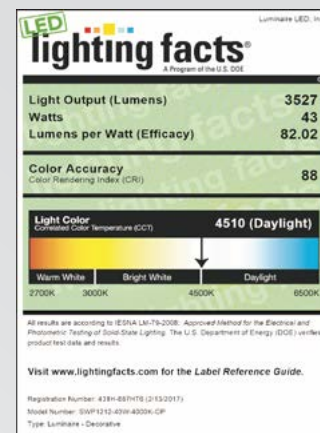 Luminaire LED, In
LED
lighting facts®
A Program of the U.S. DOE
Light Output (Lumens) 3527
Watts 43
Lumens per Watt (Efficacy) 82.02
Color Accuracy 88
Color Rendering Index (CRI)
Light Color 4510 (Daylight)
Correlated Color Temperature (CCT)
Warm White Bright White Daylight
2700K 3000K 4500K 6500K
All results are according to IESNA LM-79-2008: Approved Method for the Electrical and
Photometric Testing of Solid-State Lighting. The U.S. Department of Energy (DOE) verifies
product test data and results.
Visit www.lightingfacts.com for the Label Reference Guide.
Registration Number: (2/13/2017)
Model Number: SWP1212-43W-4000K-OP
Type: Luminaire - Decorative